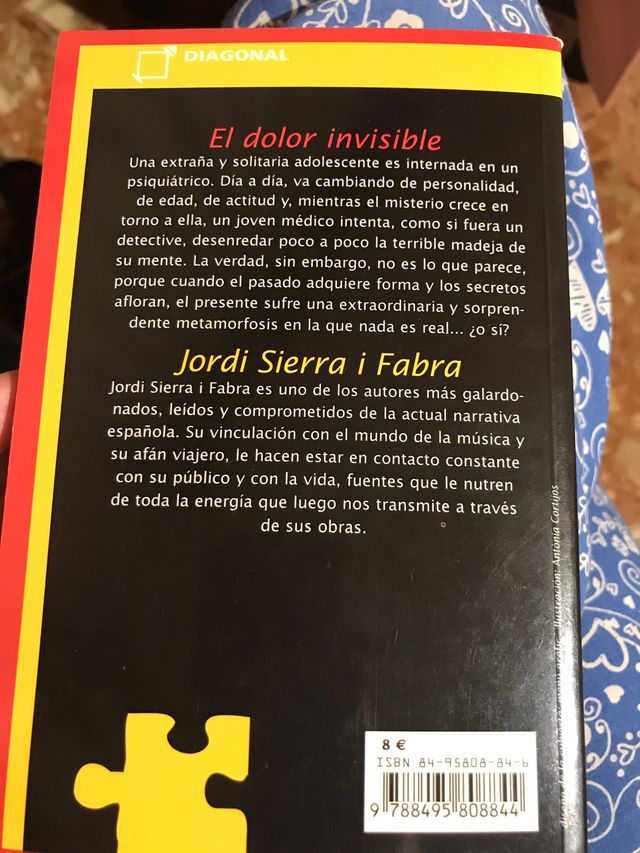 DIAGONAL
El dolor invisible
Una extraña y solitaria adolescente es internada en un
psiquiátrico. Día a día, va cambiando de personalidad,
de edad, de actitud y, mientras el misterio crece en
torno a ella, un joven médico intenta, como si fuera un
detective, desenredar poco a poco la terrible madeja de
su mente. La verdad, sin embargo, no es lo que parece,
porque cuando el pasado adquiere forma y los secretos
afloran, el presente sufre una extraordinaria y sorpren-
dente metamorfosis en la que nada es real... ¿o sí?
Jordi Sierra i Fabra
Jordi Sierra i Fabra es uno de los autores más galardo-
nados, leídos y comprometidos de la actual narrativa
española. Su vinculación con el mundo de la música y
su afán viajero, le hacen estar en contacto constante
con su público y con la vida, fuentes que le nutren
de toda la energía que luego nos transmite a través
de sus obras.
Ilustración: Antònia Cortijos
8 €
ISBN 84-95808-84-6
9 788495 808844